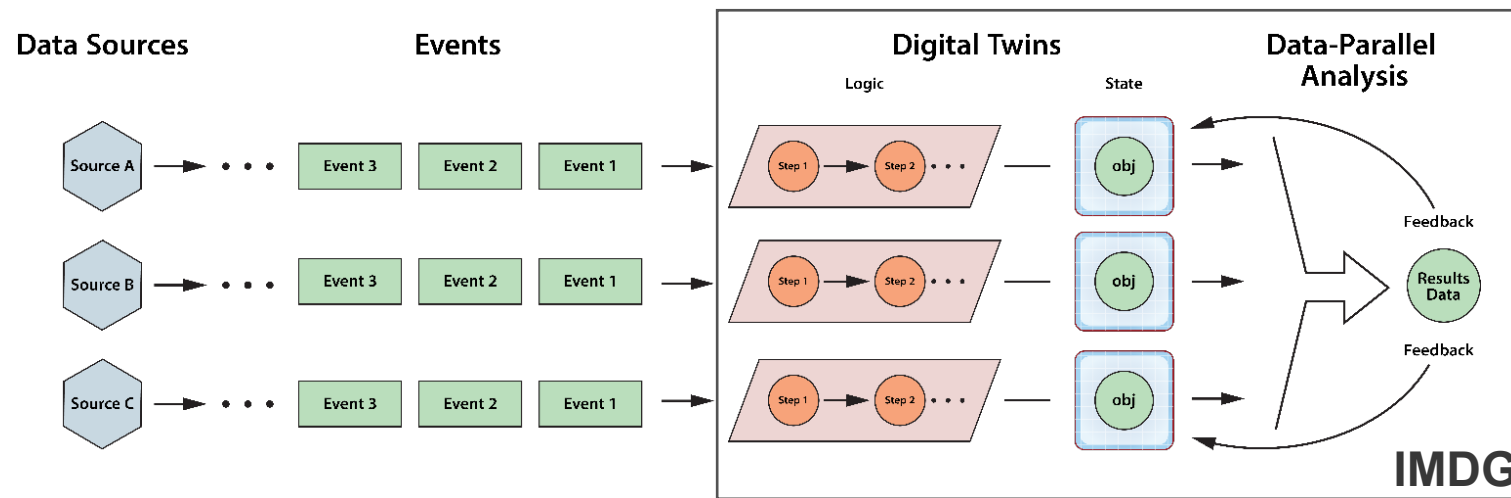 Data Sources
Events
Digital Twins
Data-Parallel
Analysis
Logic
State
Source A
Event 3
Event 2
Event 1
Step 1
Step 2
obj
Feedback
Source B
Event 3
Event 2
Event 1
Step 1
Step 2
obj
Results
Data
Feedback
Source C
Event 3
Event 2
Event 1
Step 1
Step 2
obj
IMDG